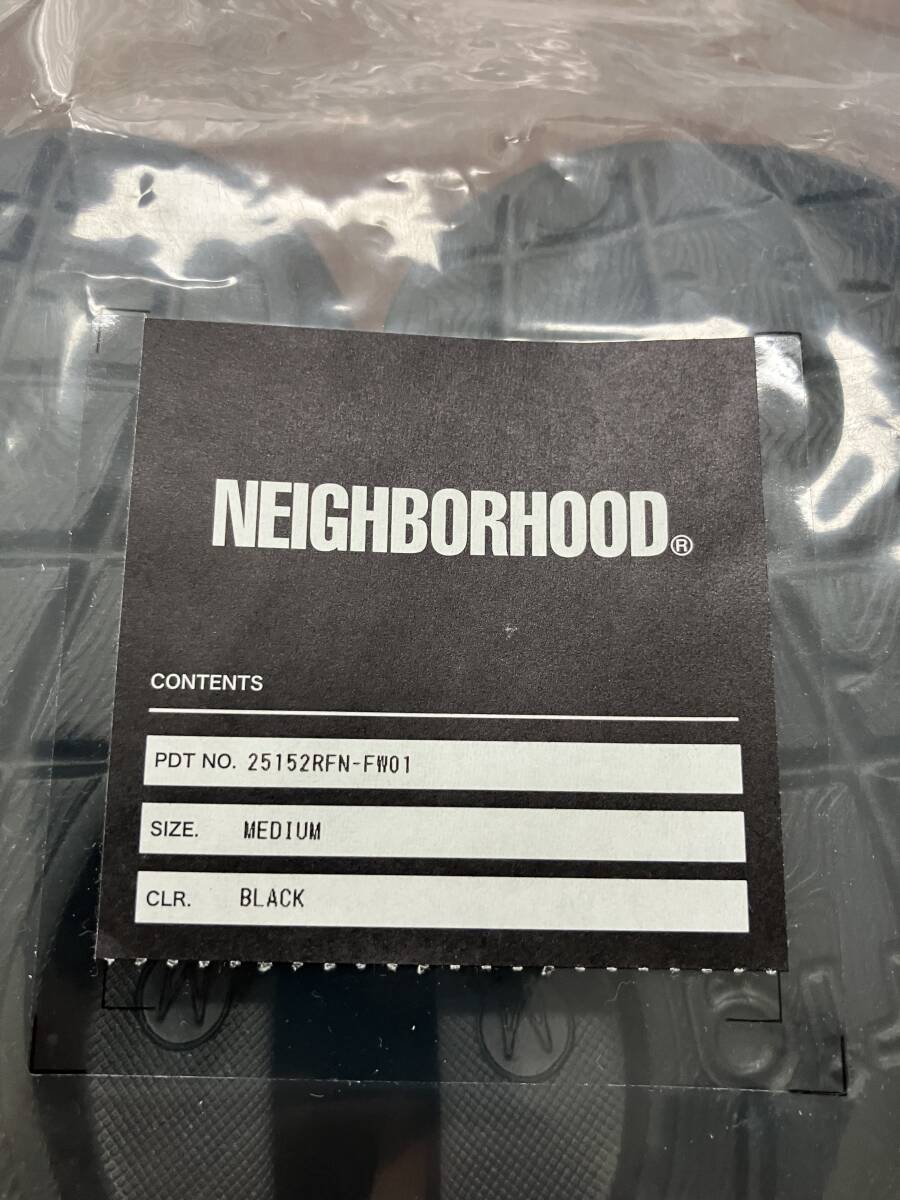 NEIGHBORHOOD®
CONTENTS
PDT NO. 25152RFN-FW01
SIZE. MEDIUM
CLR. BLACK